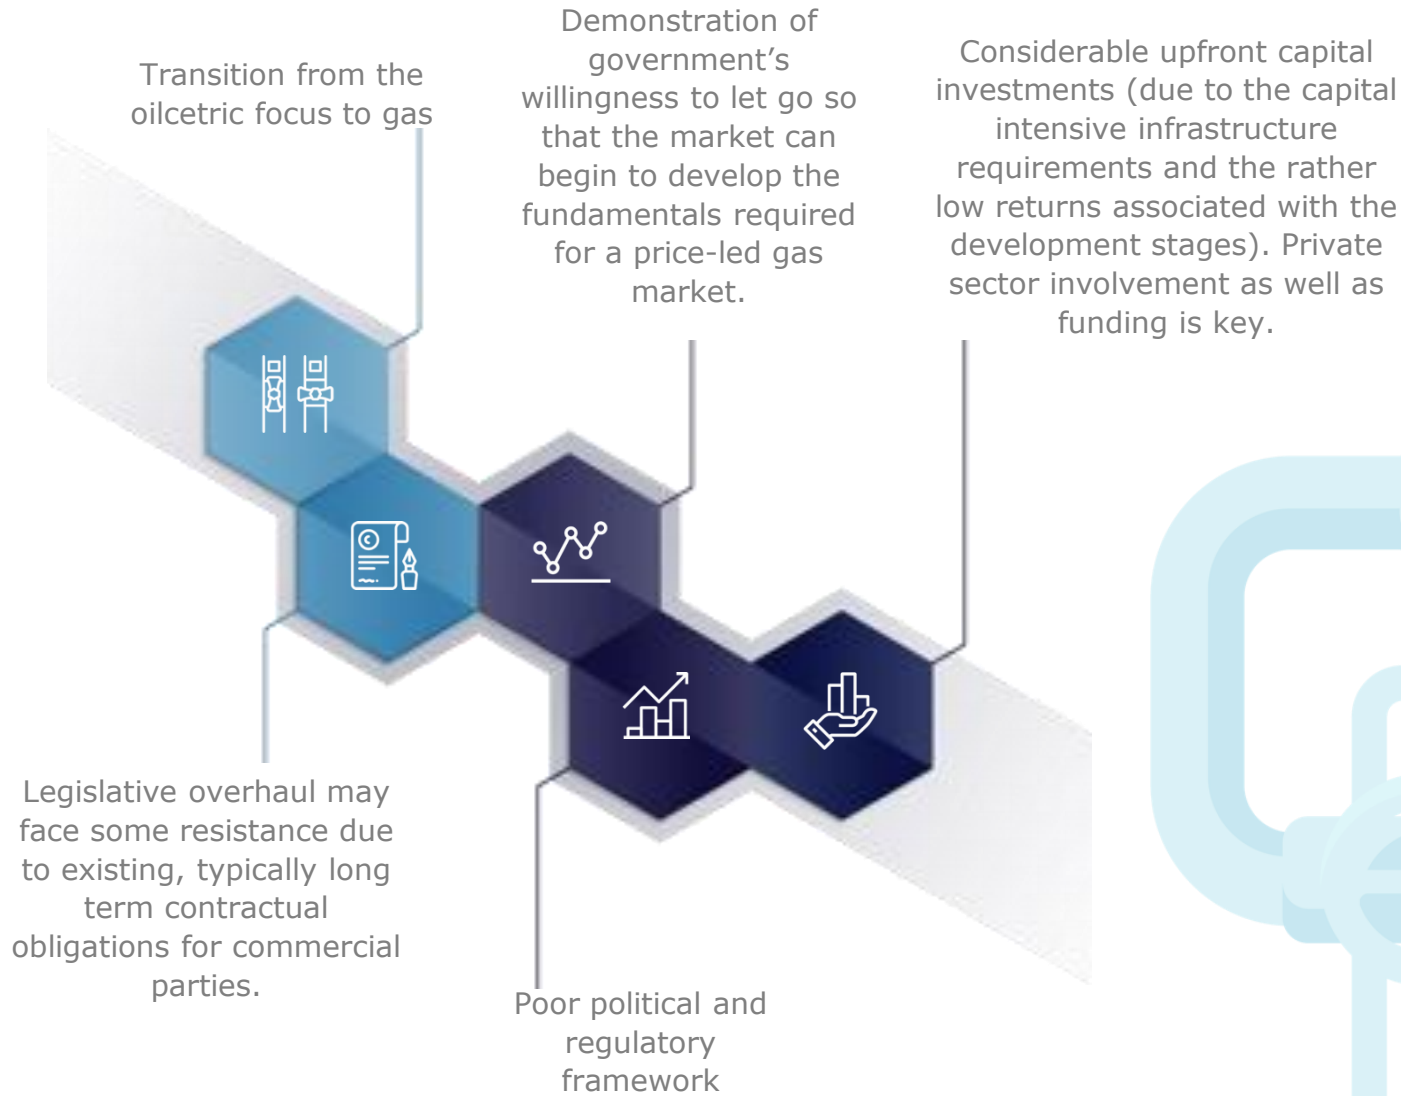 Transition from the
oilcetric focus to gas
Demonstration of
government’s
willingness to let go so
that the market can
begin to develop the
fundamentals required
for a price-led gas
market.
Considerable upfront capital
investments (due to the capital
intensive infrastructure
requirements and the rather
low returns associated with the
development stages). Private
sector involvement as well as
funding is key.
Legislative overhaul may
face some resistance due
to existing, typically long
term contractual
obligations for commercial
parties.
Poor political and
regulatory
framework